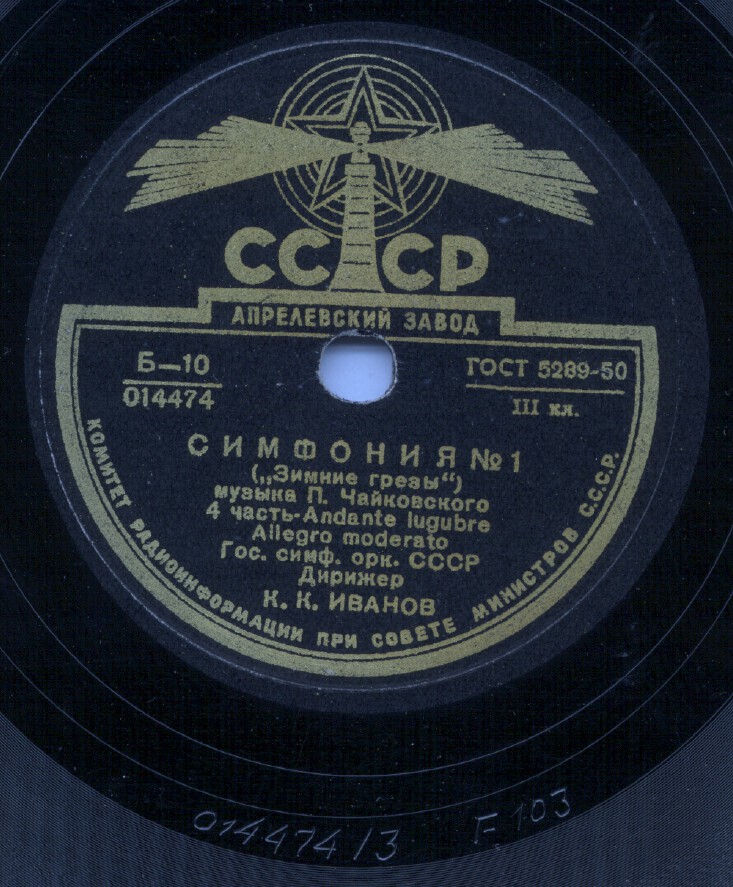 СССР
АПРЕЛЕВСКИЙ ЗАВОД
Б—10
014474
ГОСТ 5289-50
III кл.
СИМФОНИЯ №1
(„Зимние грезы“)
музыка П. Чайковского
4 часть-Andante lugubre
Allegro moderato
Гос. симф. орк. СССР
Дирижер
К. К. ИВАНОВ
КОМИТЕТ РАДИОИНФОРМАЦИИ ПРИ СОВЕТЕ МИНИСТРОВ С.С.С.Р.
014474/3 F 103